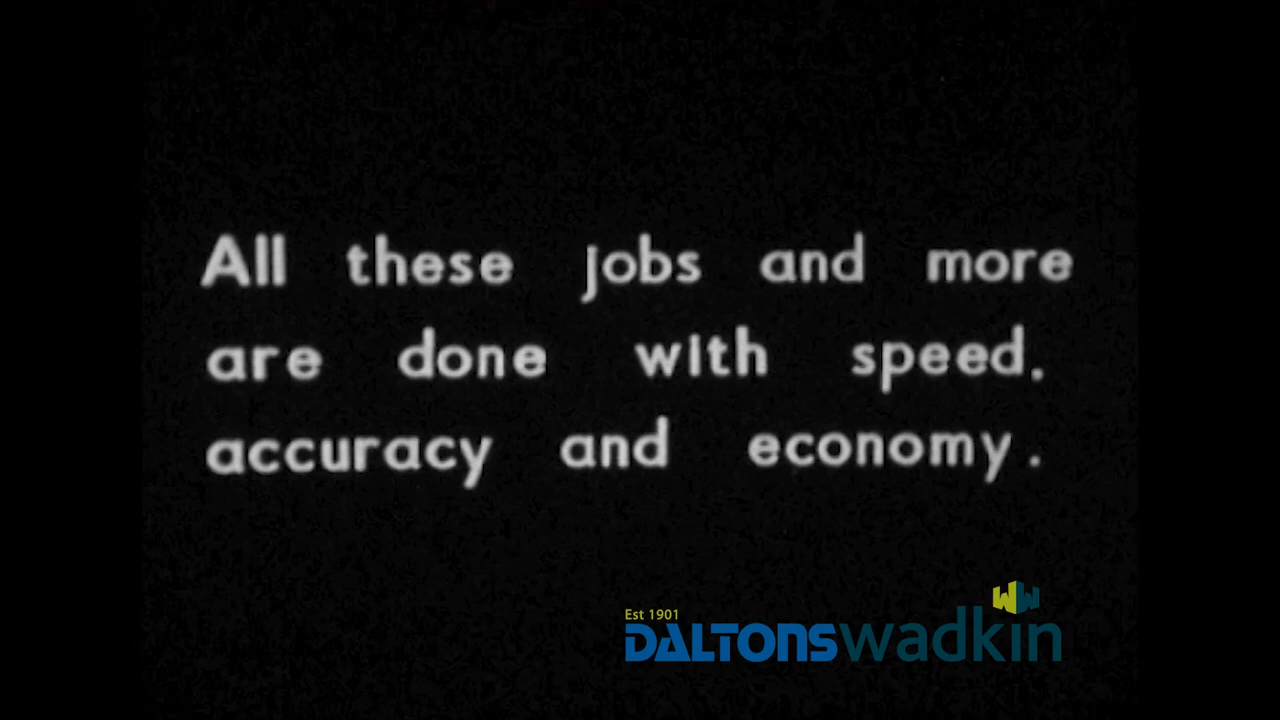 All these jobs and more
are done with speed,
accuracy and economy.
Est 1901
DALTONSwadkin